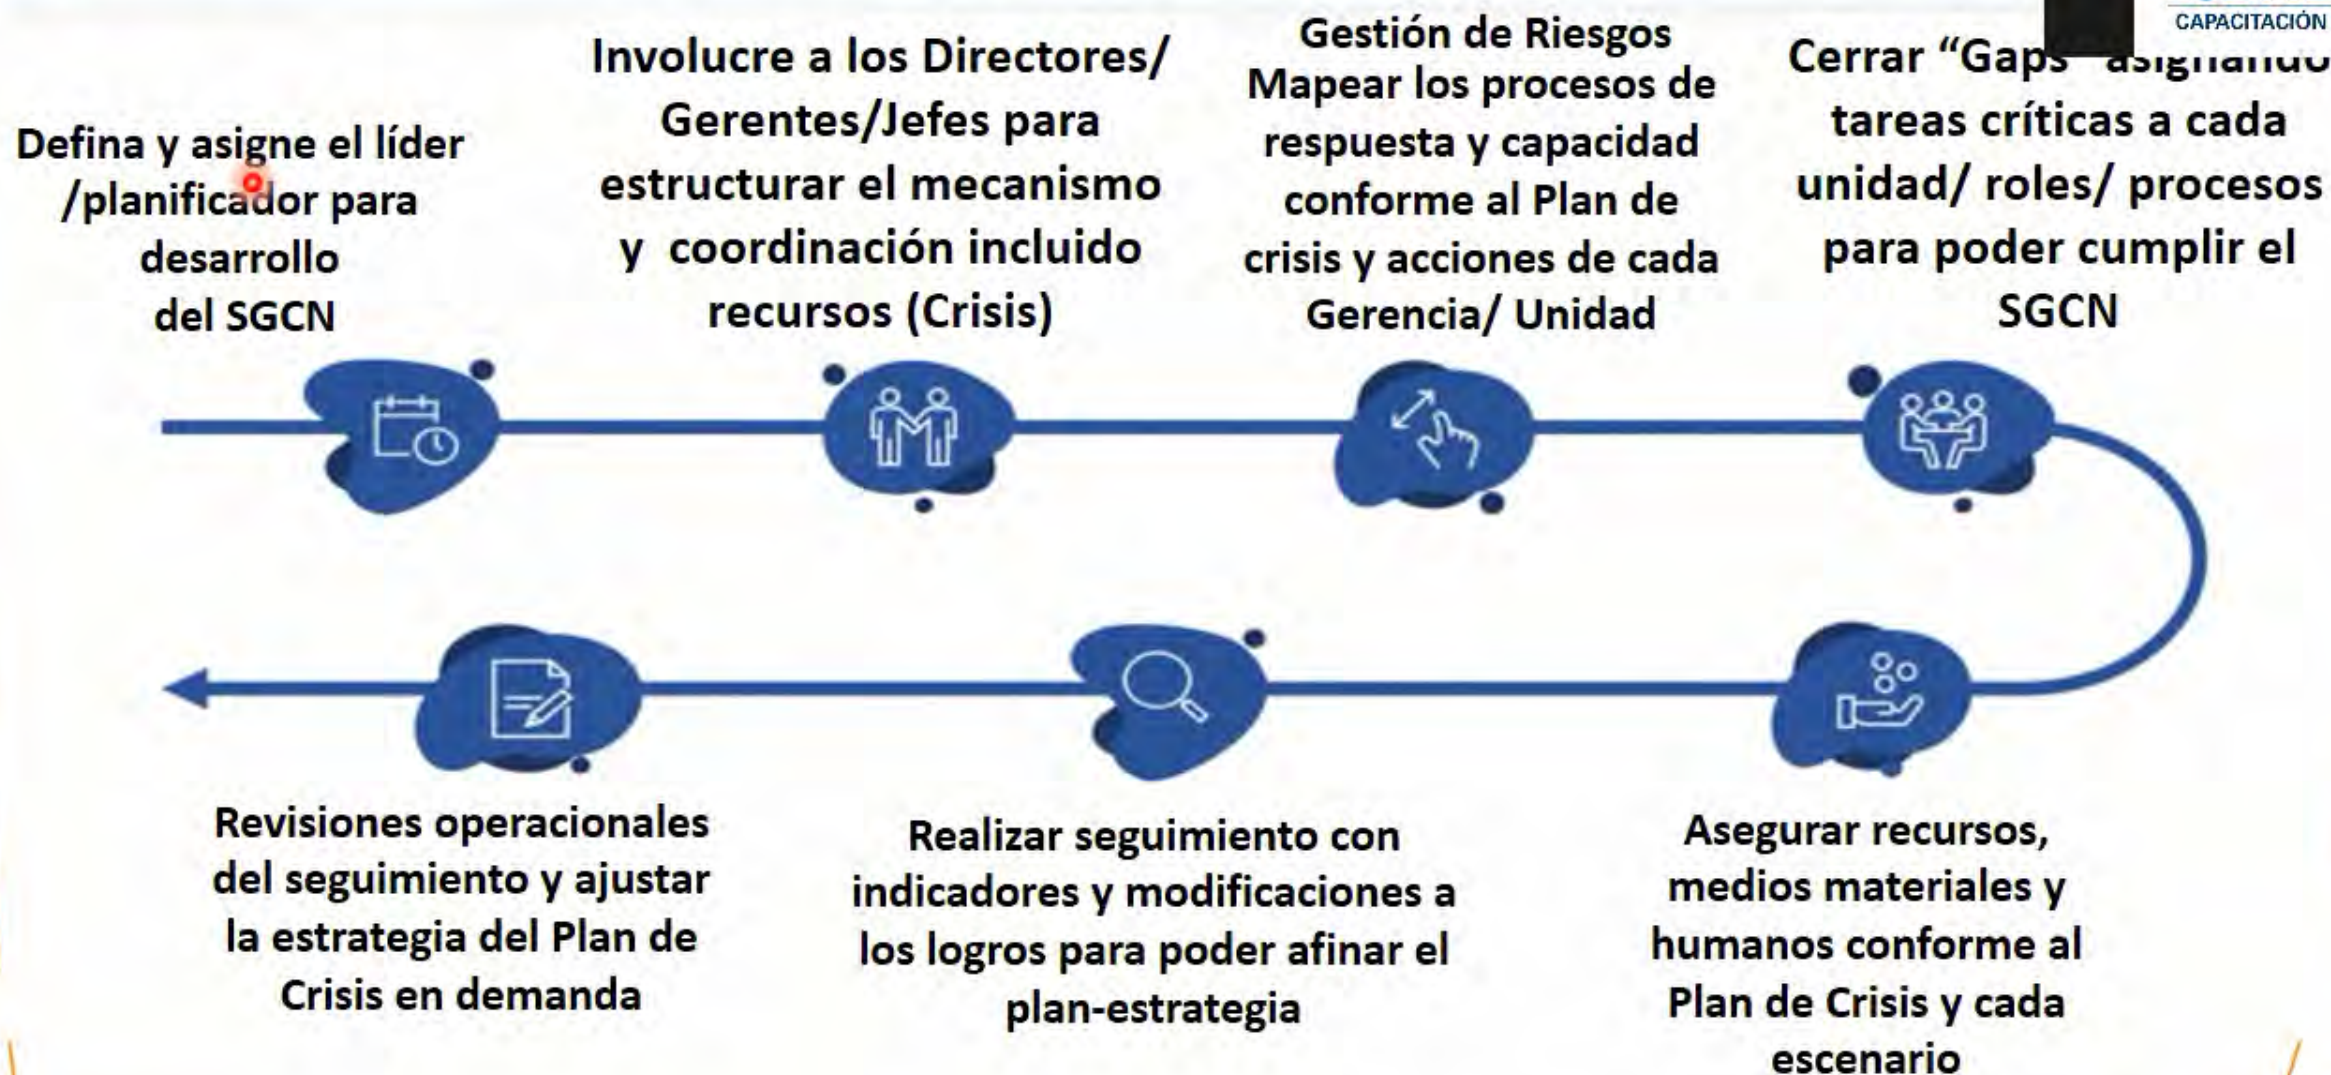 CAPACITACIÓN
Defina y asigne el líder
/planificador para
desarrollo
del SGCN
Involucre a los Directores/
Gerentes/Jefes para
estructurar el mecanismo
y coordinación incluido
recursos (Crisis)
Gestión de Riesgos
Mapear los procesos de
respuesta y capacidad
conforme al Plan de
crisis y acciones de cada
Gerencia/ Unidad
Cerrar “Gaps” asignando
tareas críticas a cada
unidad/ roles/ procesos
para poder cumplir el
SGCN
Asegurar recursos,
medios materiales y
humanos conforme al
Plan de Crisis y cada
escenario
Realizar seguimiento con
indicadores y modificaciones a
los logros para poder afinar el
plan-estrategia
Revisiones operacionales
del seguimiento y ajustar
la estrategia del Plan de
Crisis en demanda